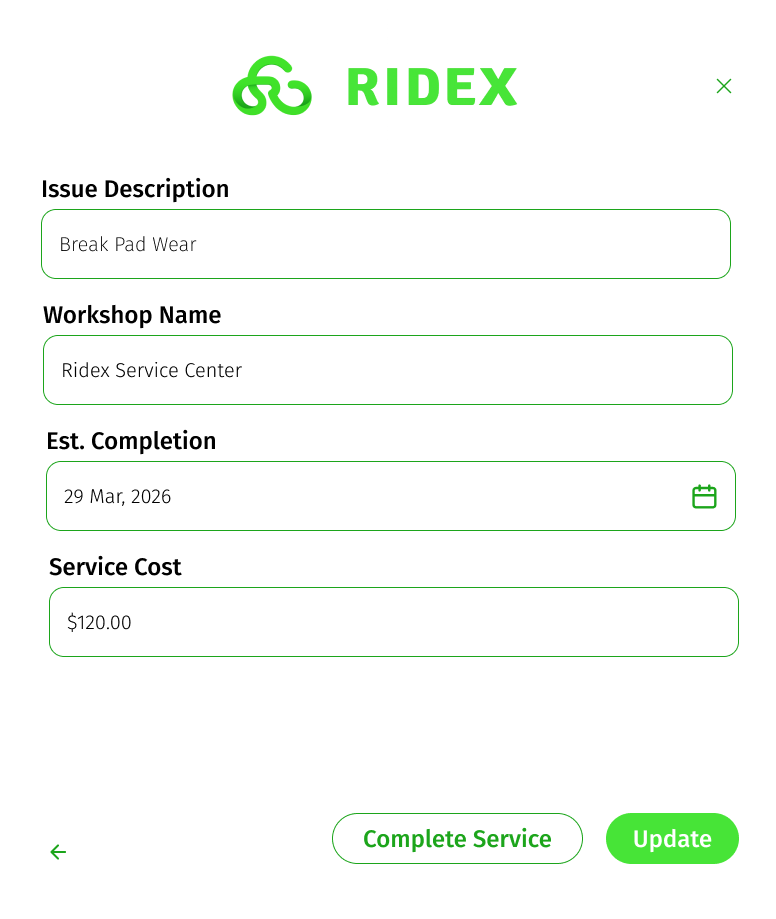 RIDEX
Issue Description
Break Pad Wear
Workshop Name
Ridex Service Center
Est. Completion
29 Mar, 2026
Service Cost
$120.00
Complete Service
Update